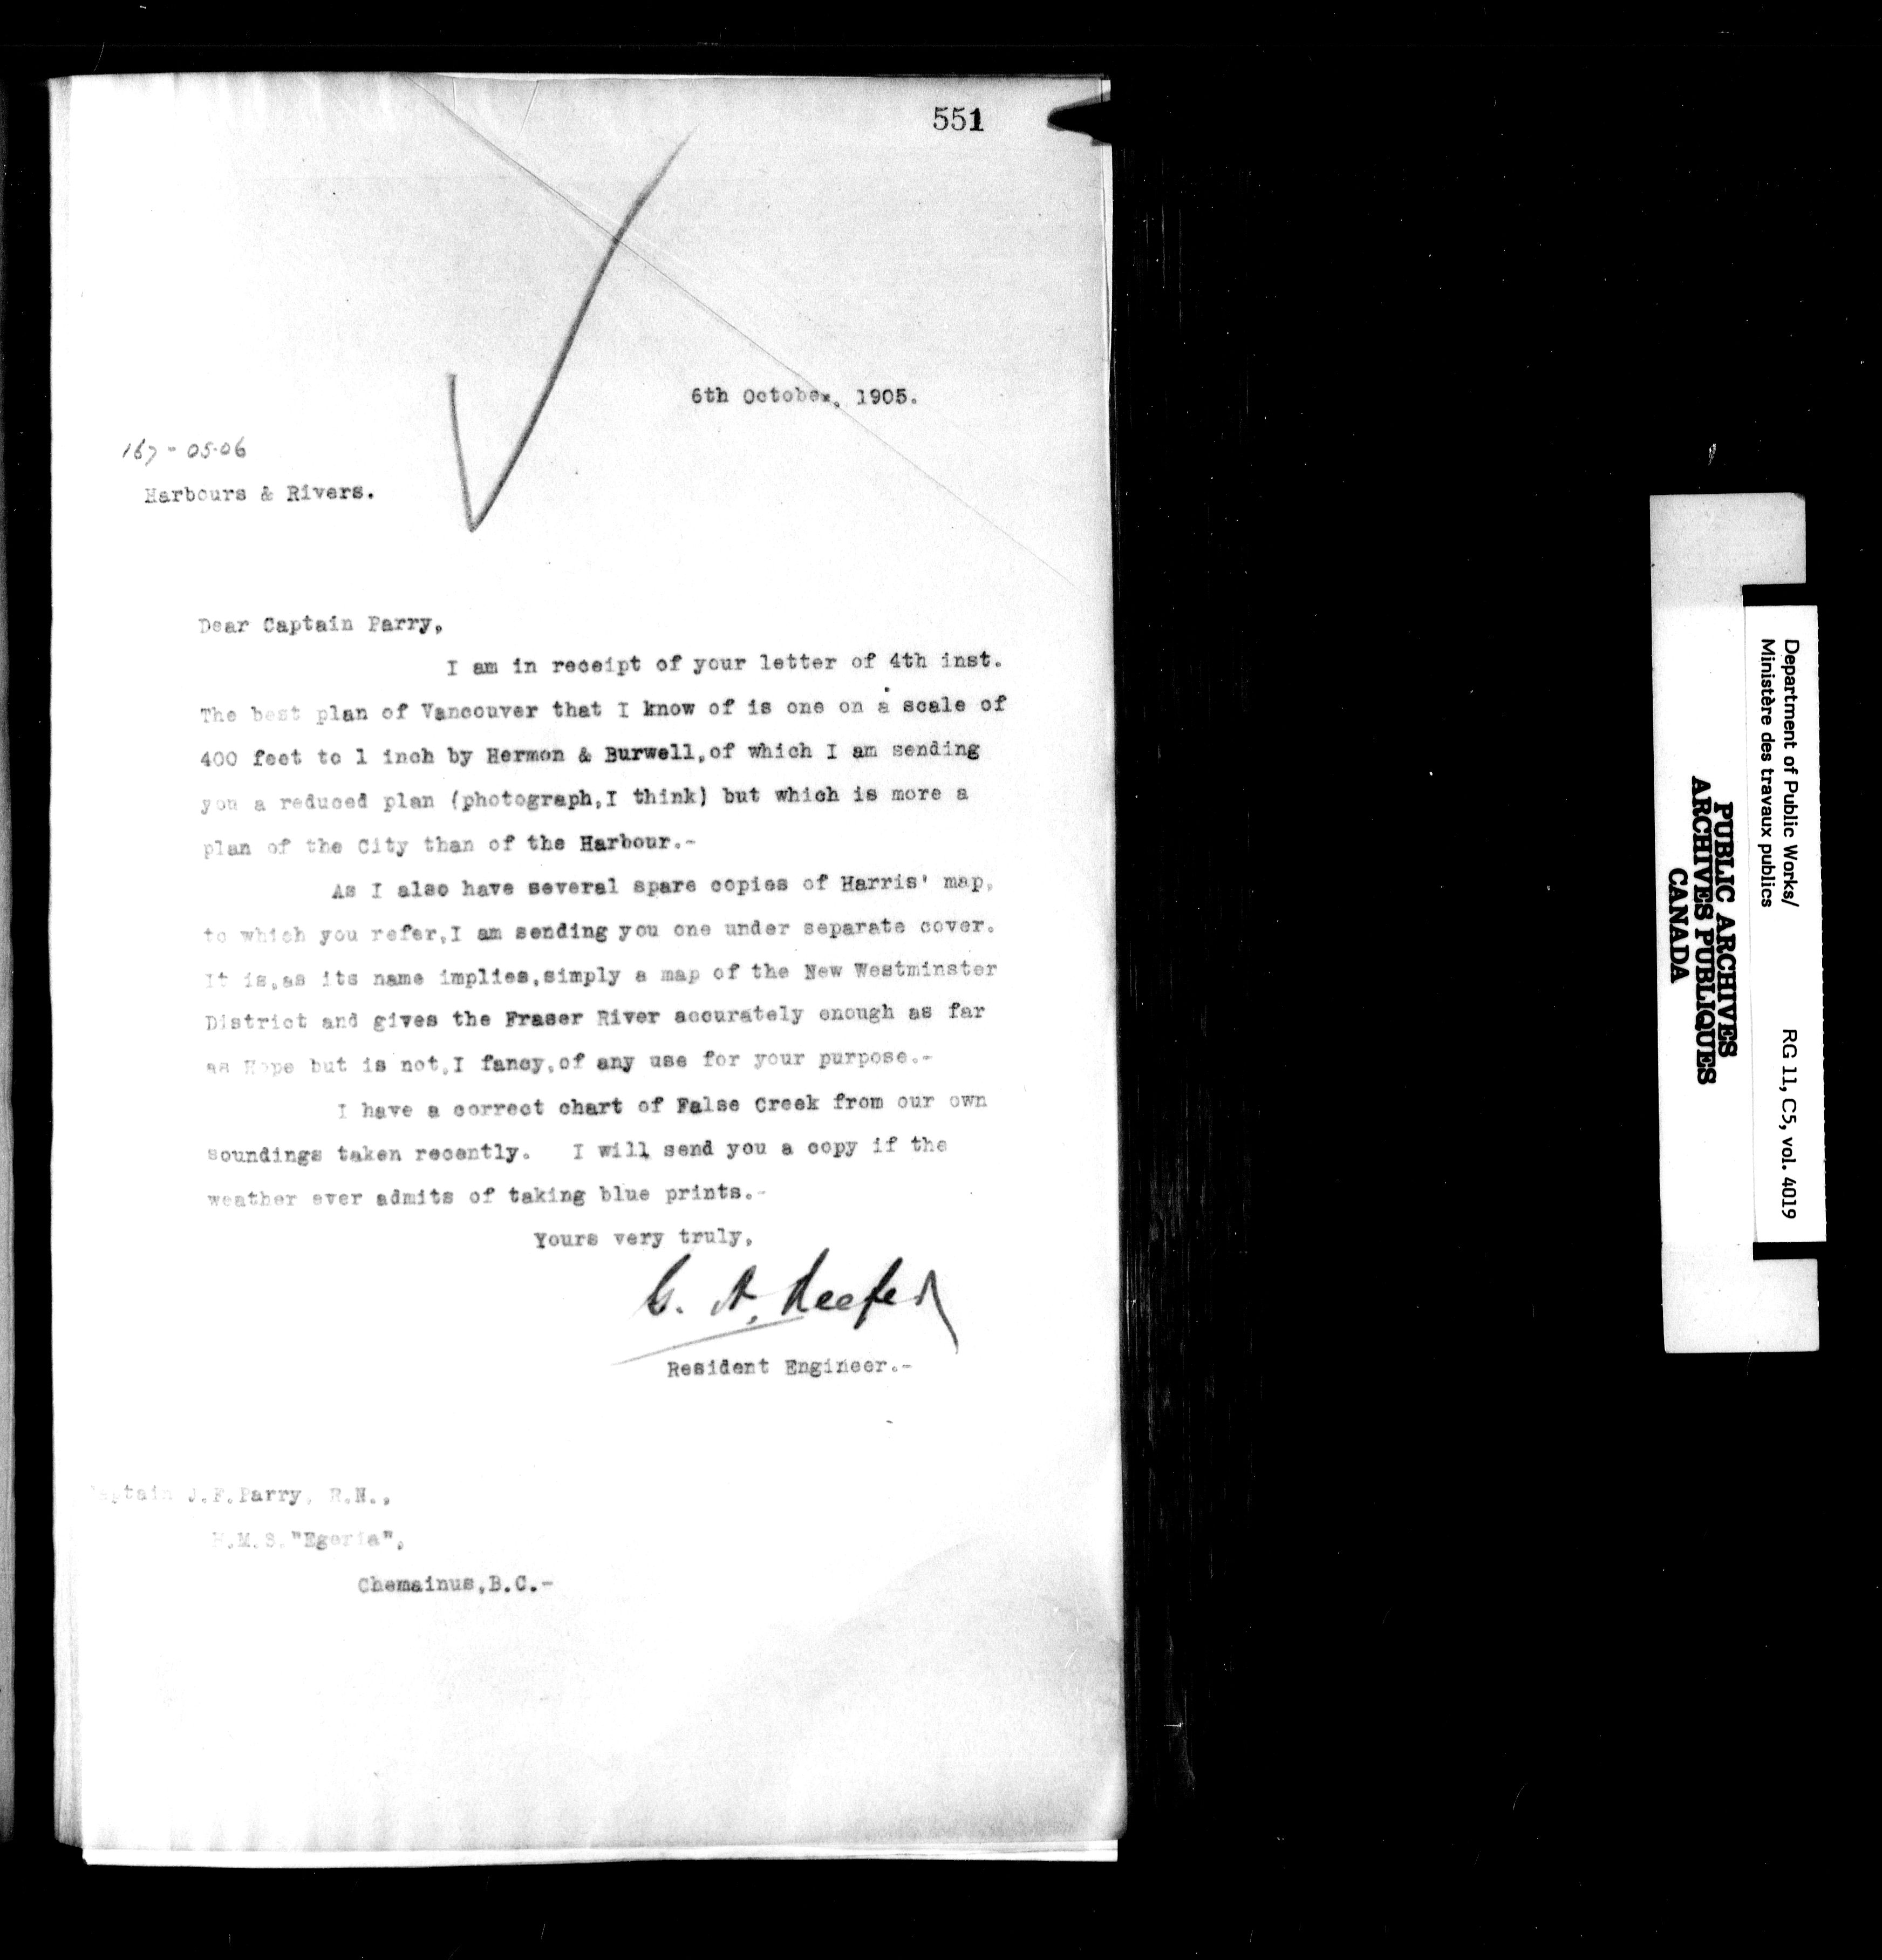 551
6th October, 1905.
167-05-06
Harbours & Rivers.
Dear Captain Parry,
I am in receipt of your letter of 4th inst.
The best plan of Vancouver that I know of is one on a scale of
400 feet to 1 inch by Hermon & Burwell,of which I am sending
you a reduced plan (photograph,I think) but which is more a
plan of the City than of the Harbour.-
As I also have several spare copies of Harris' map,
to which you refer,I am sending you one under separate cover.
It is,as its name implies,simply a map of the New Westminster
District and gives the Fraser River accurately enough as far
as Hope but is not,I fancy,of any use for your purpose.-
I have a correct chart of False Creek from our own
soundings taken recently. I will send you a copy if the
weather ever admits of taking blue prints.-
Yours very truly,
G. A. Keefer
Resident Engineer.-
Captain J.F.Parry, R.N.,
H.M.S."Egeria",
Chemainus,B.C.-
Department of Public Works/
Ministère des travaux publics
RG 11, C5, vol. 4019
PUBLIC ARCHIVES
ARCHIVES PUBLIQUES
CANADA